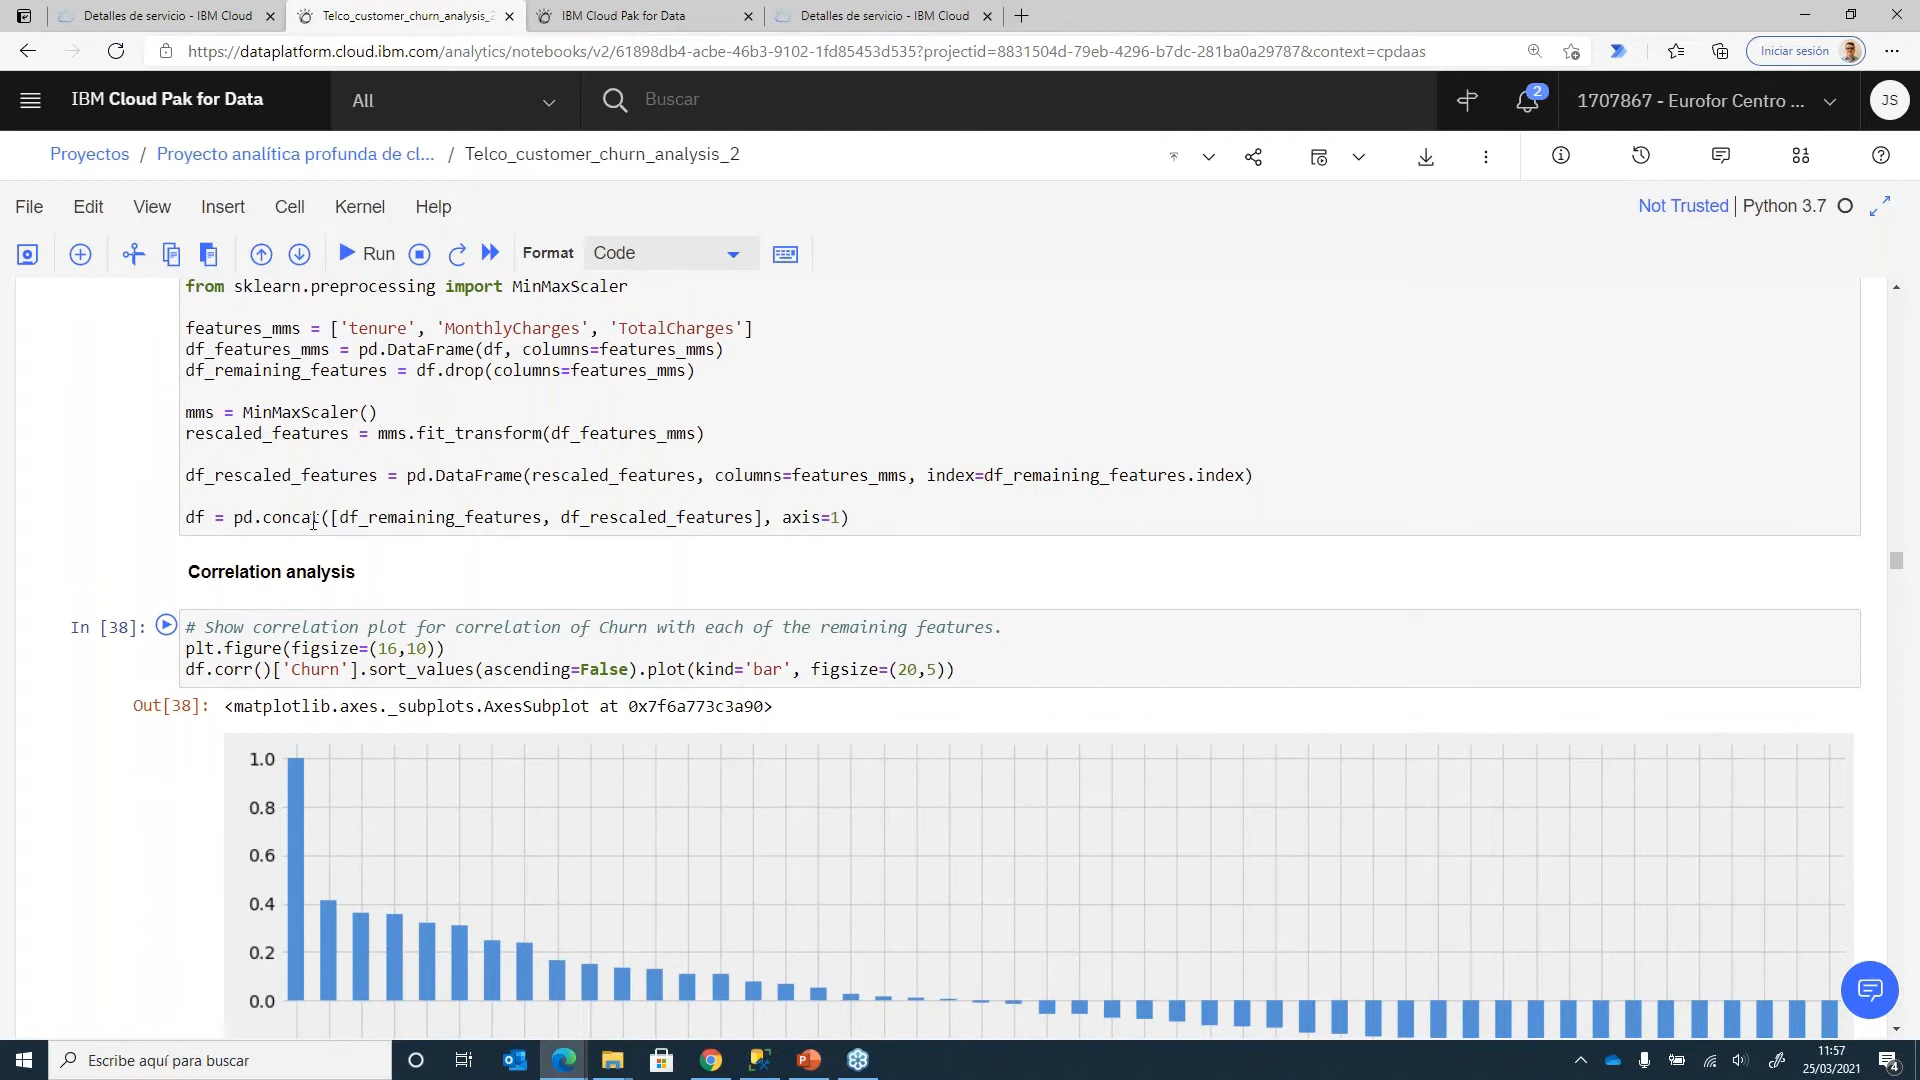 Detalles de servicio - IBM Cloud
Telco_customer_churn_analysis_2
IBM Cloud Pak for Data
Detalles de servicio - IBM Cloud
https://dataplatform.cloud.ibm.com/analytics/notebooks/v2/61898db4-acbe-46b3-9102-1fd85453d535?projectid=8831504d-79eb-4296-b7dc-281ba0a29787&context=cpdaas
Iniciar sesión
IBM Cloud Pak for Data
All
Buscar
2
1707867 - Eurofor Centro ...
JS
Proyectos / Proyecto analítica profunda de cl... / Telco_customer_churn_analysis_2
File Edit View Insert Cell Kernel Help
Not Trusted | Python 3.7
Run
Format
Code
from sklearn.preprocessing import MinMaxScaler
features_mms = ['tenure', 'MonthlyCharges', 'TotalCharges']
df_features_mms = pd.DataFrame(df, columns=features_mms)
df_remaining_features = df.drop(columns=features_mms)
mms = MinMaxScaler()
rescaled_features = mms.fit_transform(df_features_mms)
df_rescaled_features = pd.DataFrame(rescaled_features, columns=features_mms, index=df_remaining_features.index)
df = pd.concat([df_remaining_features, df_rescaled_features], axis=1)
Correlation analysis
In [38]:
# Show correlation plot for correlation of Churn with each of the remaining features.
plt.figure(figsize=(16,10))
df.corr()['Churn'].sort_values(ascending=False).plot(kind='bar', figsize=(20,5))
Out[38]: <matplotlib.axes._subplots.AxesSubplot at 0x7f6a773c3a90>
1.0
0.8
0.6
0.4
0.2
0.0
Escribe aquí para buscar
11:57
25/03/2021
4